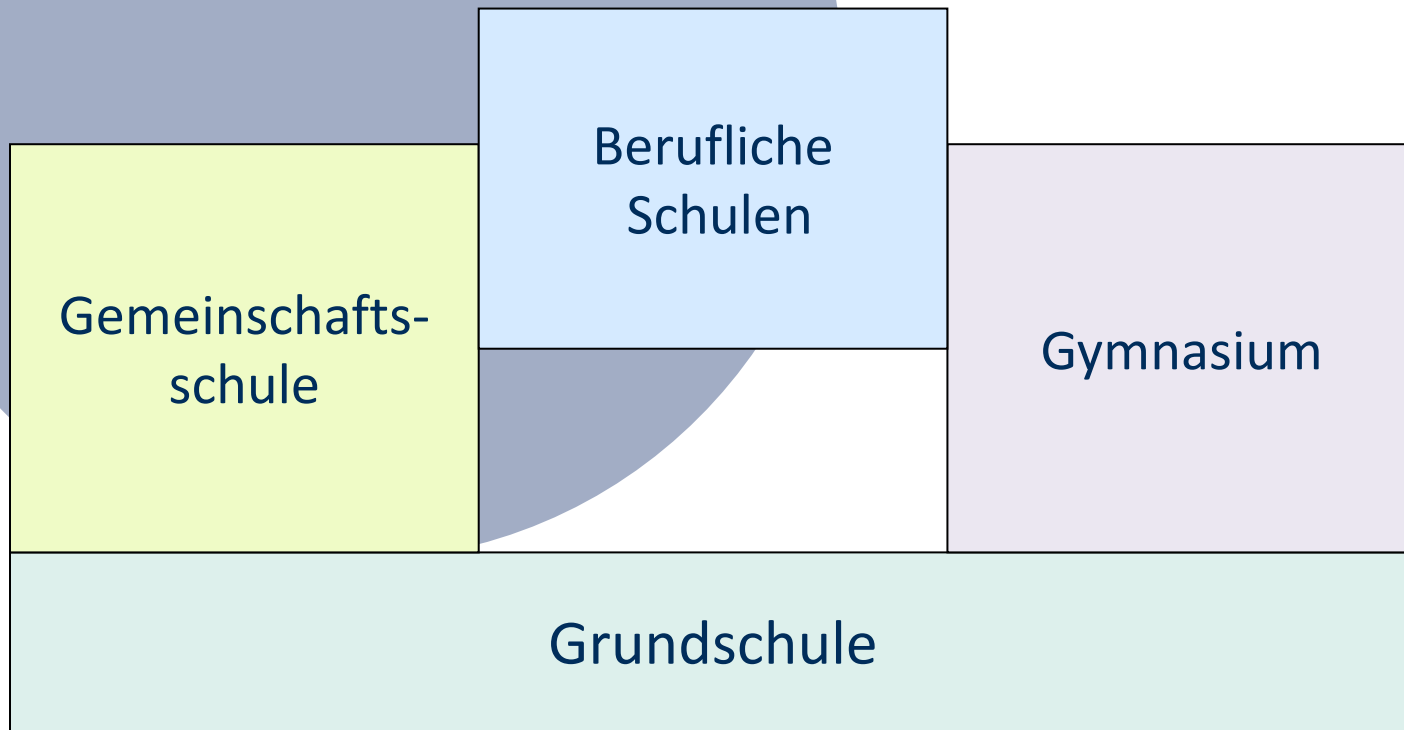 Berufliche
Schulen
Gemeinschafts-
schule
Gymnasium
Grundschule